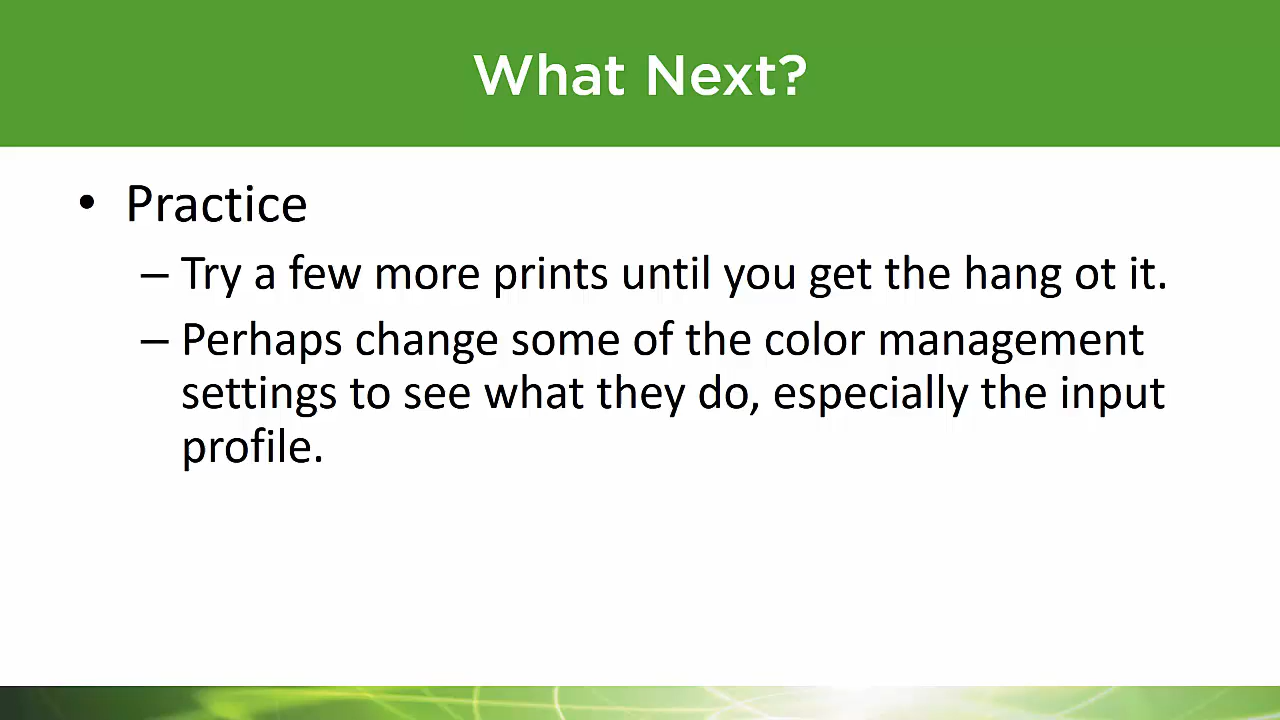 What Next?
• Practice
– Try a few more prints until you get the hang ot it.
– Perhaps change some of the color management
settings to see what they do, especially the input
profile.